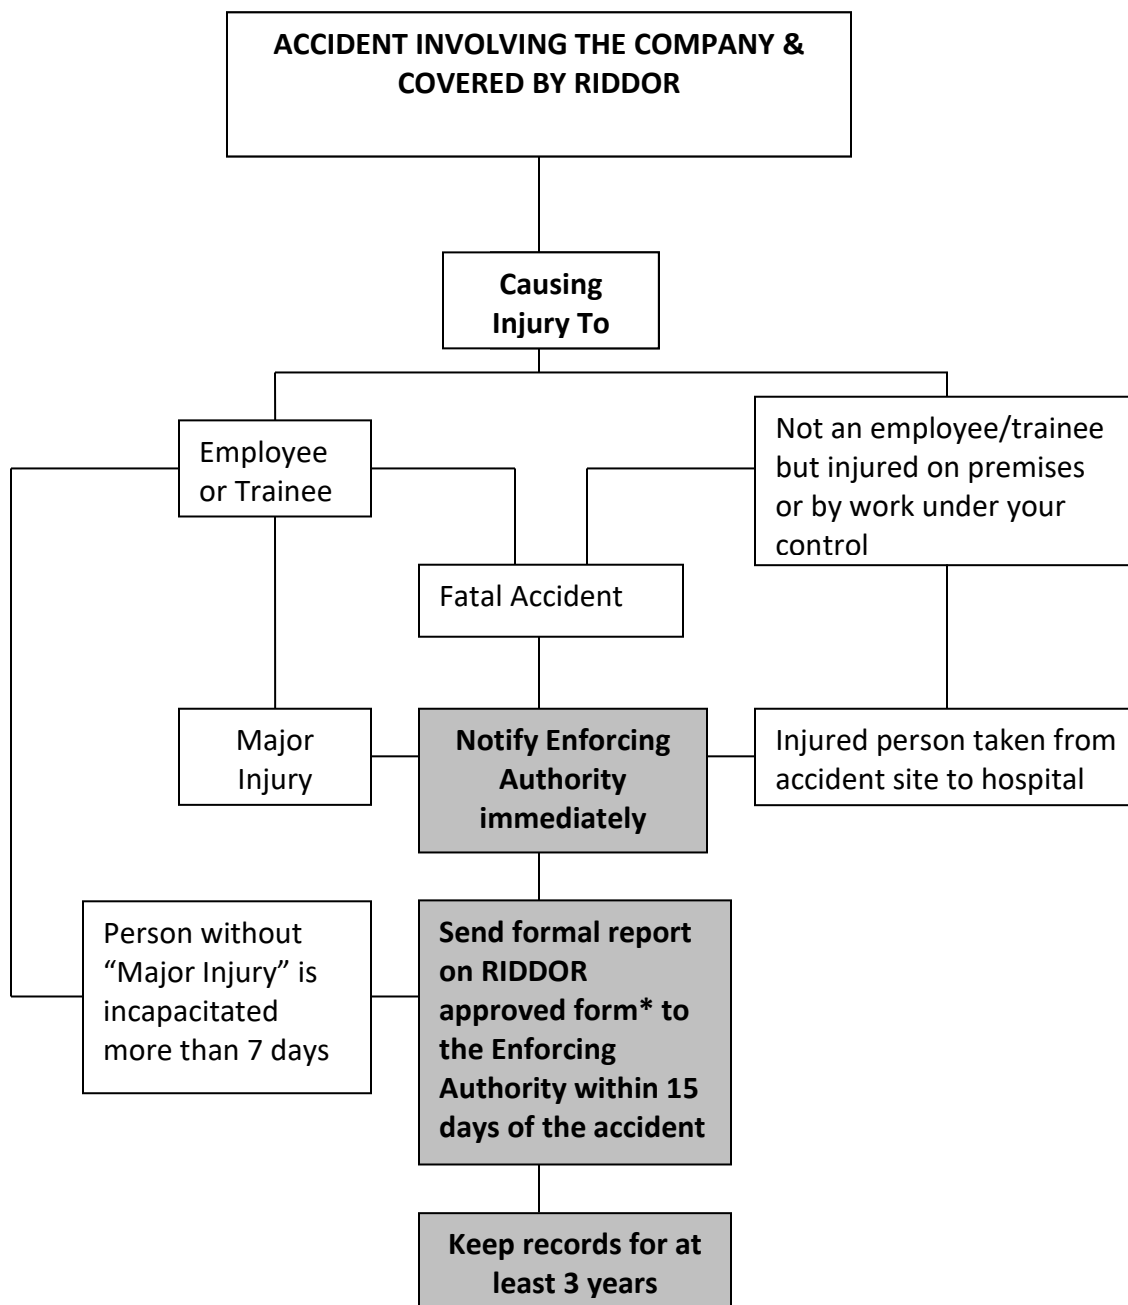 ACCIDENT INVOLVING THE COMPANY &
COVERED BY RIDDOR
Causing
Injury To
Employee
or Trainee
Not an employee/trainee
but injured on premises
or by work under your
control
Fatal Accident
Major
Injury
Notify Enforcing
Authority
immediately
Injured person taken from
accident site to hospital
Person without
“Major Injury” is
incapacitated
more than 7 days
Send formal report
on RIDDOR
approved form* to
the Enforcing
Authority within 15
days of the accident
Keep records for at
least 3 years